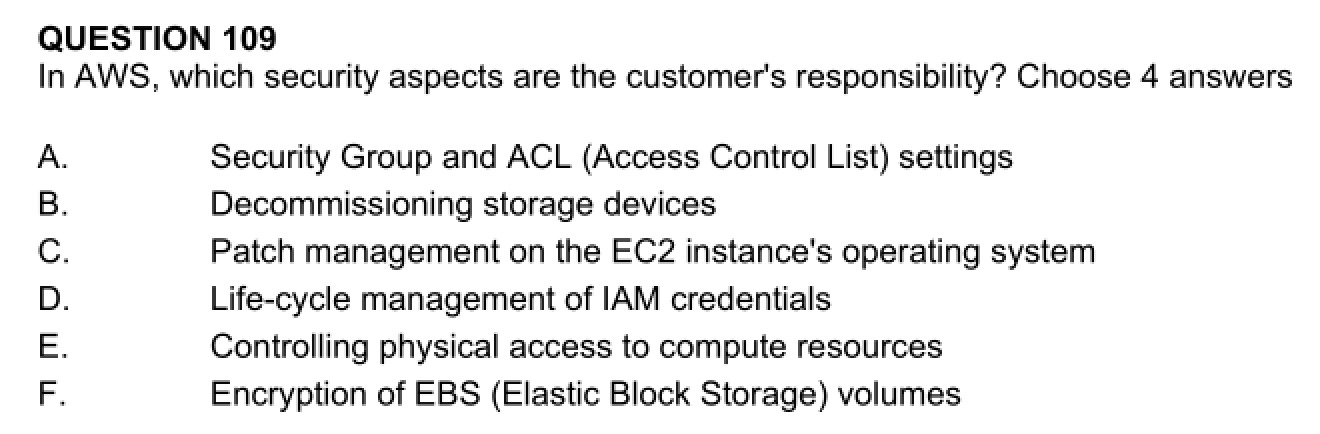 QUESTION 109
In AWS, which security aspects are the customer's responsibility? Choose 4 answers
A. Security Group and ACL (Access Control List) settings
B. Decommissioning storage devices
C. Patch management on the EC2 instance's operating system
D. Life-cycle management of IAM credentials
E. Controlling physical access to compute resources
F. Encryption of EBS (Elastic Block Storage) volumes